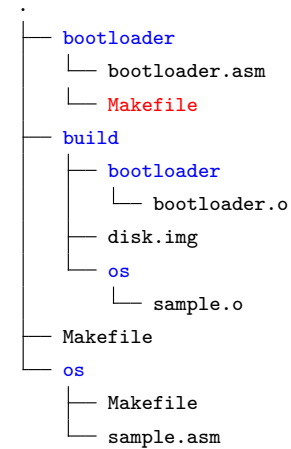 .
bootloader
bootloader.asm
Makefile
build
bootloader
bootloader.o
disk.img
os
sample.o
Makefile
os
Makefile
sample.asm